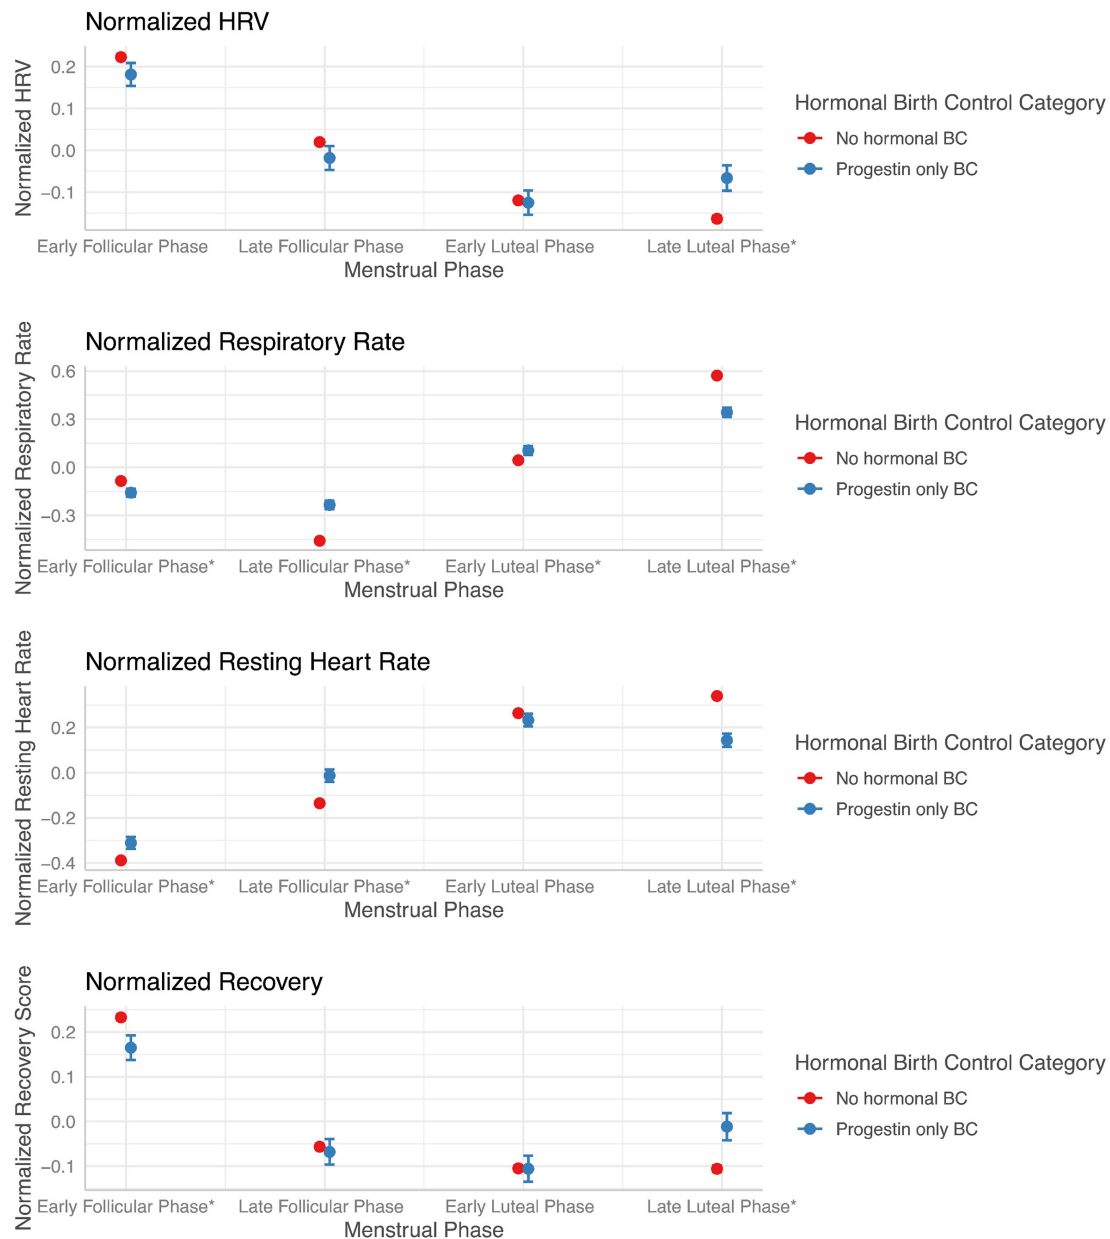 Normalized HRV
Normalized HRV
0.2
0.1
0.0
−0.1
Early Follicular Phase
Late Follicular Phase
Early Luteal Phase
Late Luteal Phase*
Menstrual Phase
Hormonal Birth Control Category
No hormonal BC
Progestin only BC
Normalized Respiratory Rate
Normalized Respiratory Rate
0.6
0.3
0.0
−0.3
Early Follicular Phase*
Late Follicular Phase*
Early Luteal Phase*
Late Luteal Phase*
Menstrual Phase
Hormonal Birth Control Category
No hormonal BC
Progestin only BC
Normalized Resting Heart Rate
Normalized Resting Heart Rate
0.2
0.0
−0.2
−0.4
Early Follicular Phase*
Late Follicular Phase*
Early Luteal Phase
Late Luteal Phase*
Menstrual Phase
Hormonal Birth Control Category
No hormonal BC
Progestin only BC
Normalized Recovery
Normalized Recovery Score
0.2
0.1
0.0
−0.1
Early Follicular Phase*
Late Follicular Phase
Early Luteal Phase
Late Luteal Phase*
Menstrual Phase
Hormonal Birth Control Category
No hormonal BC
Progestin only BC